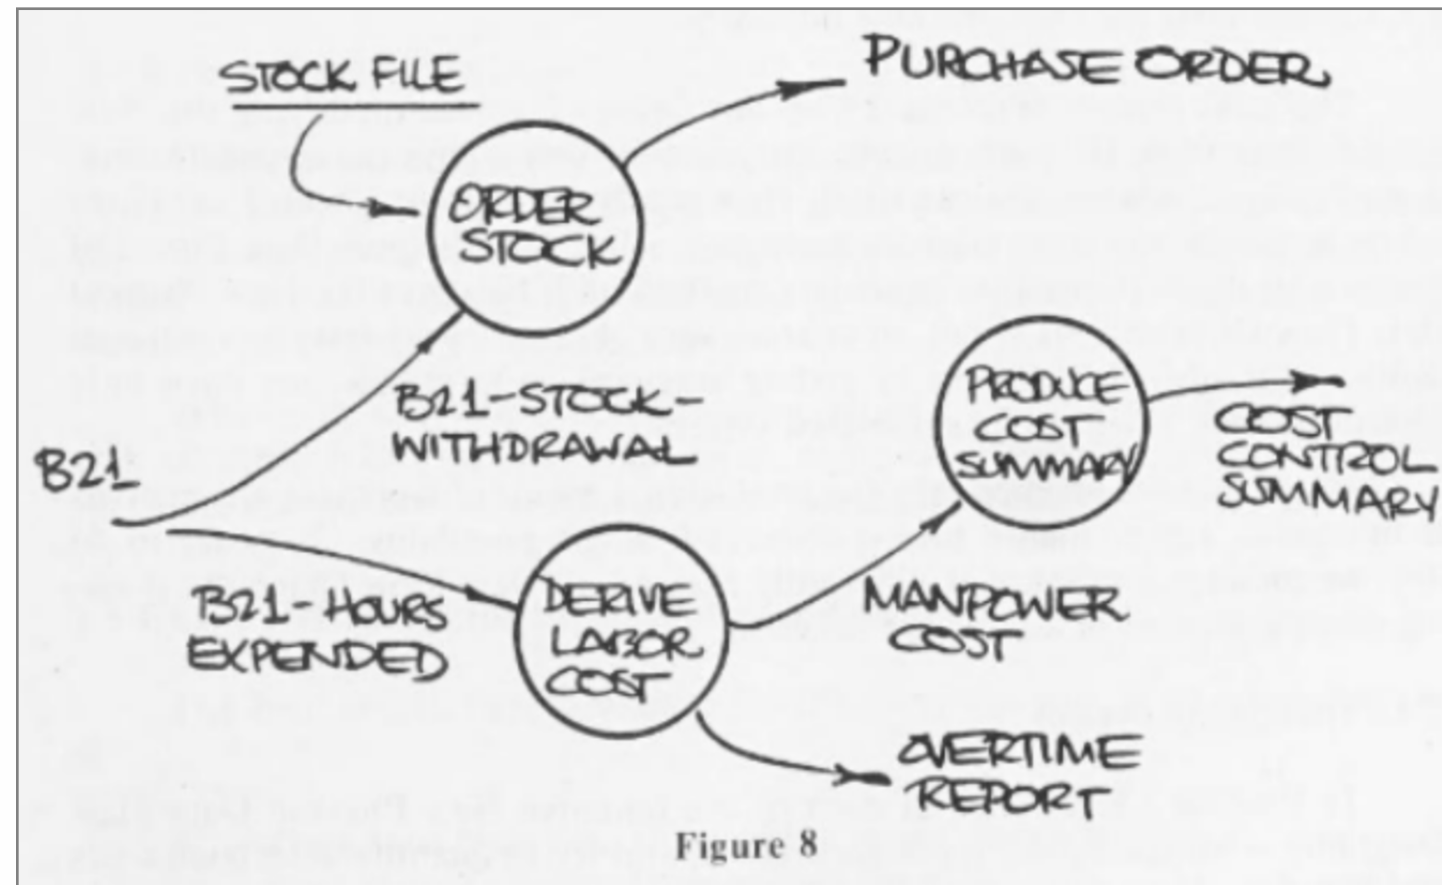 STOCK FILE
PURCHASE ORDER
ORDER
STOCK
B21-STOCK-
WITHDRAWAL
B21
PRODUCE
COST
SUMMARY
COST
CONTROL
SUMMARY
B21-HOURS
EXPENDED
DERIVE
LABOR
COST
MANPOWER
COST
OVERTIME
REPORT
Figure 8